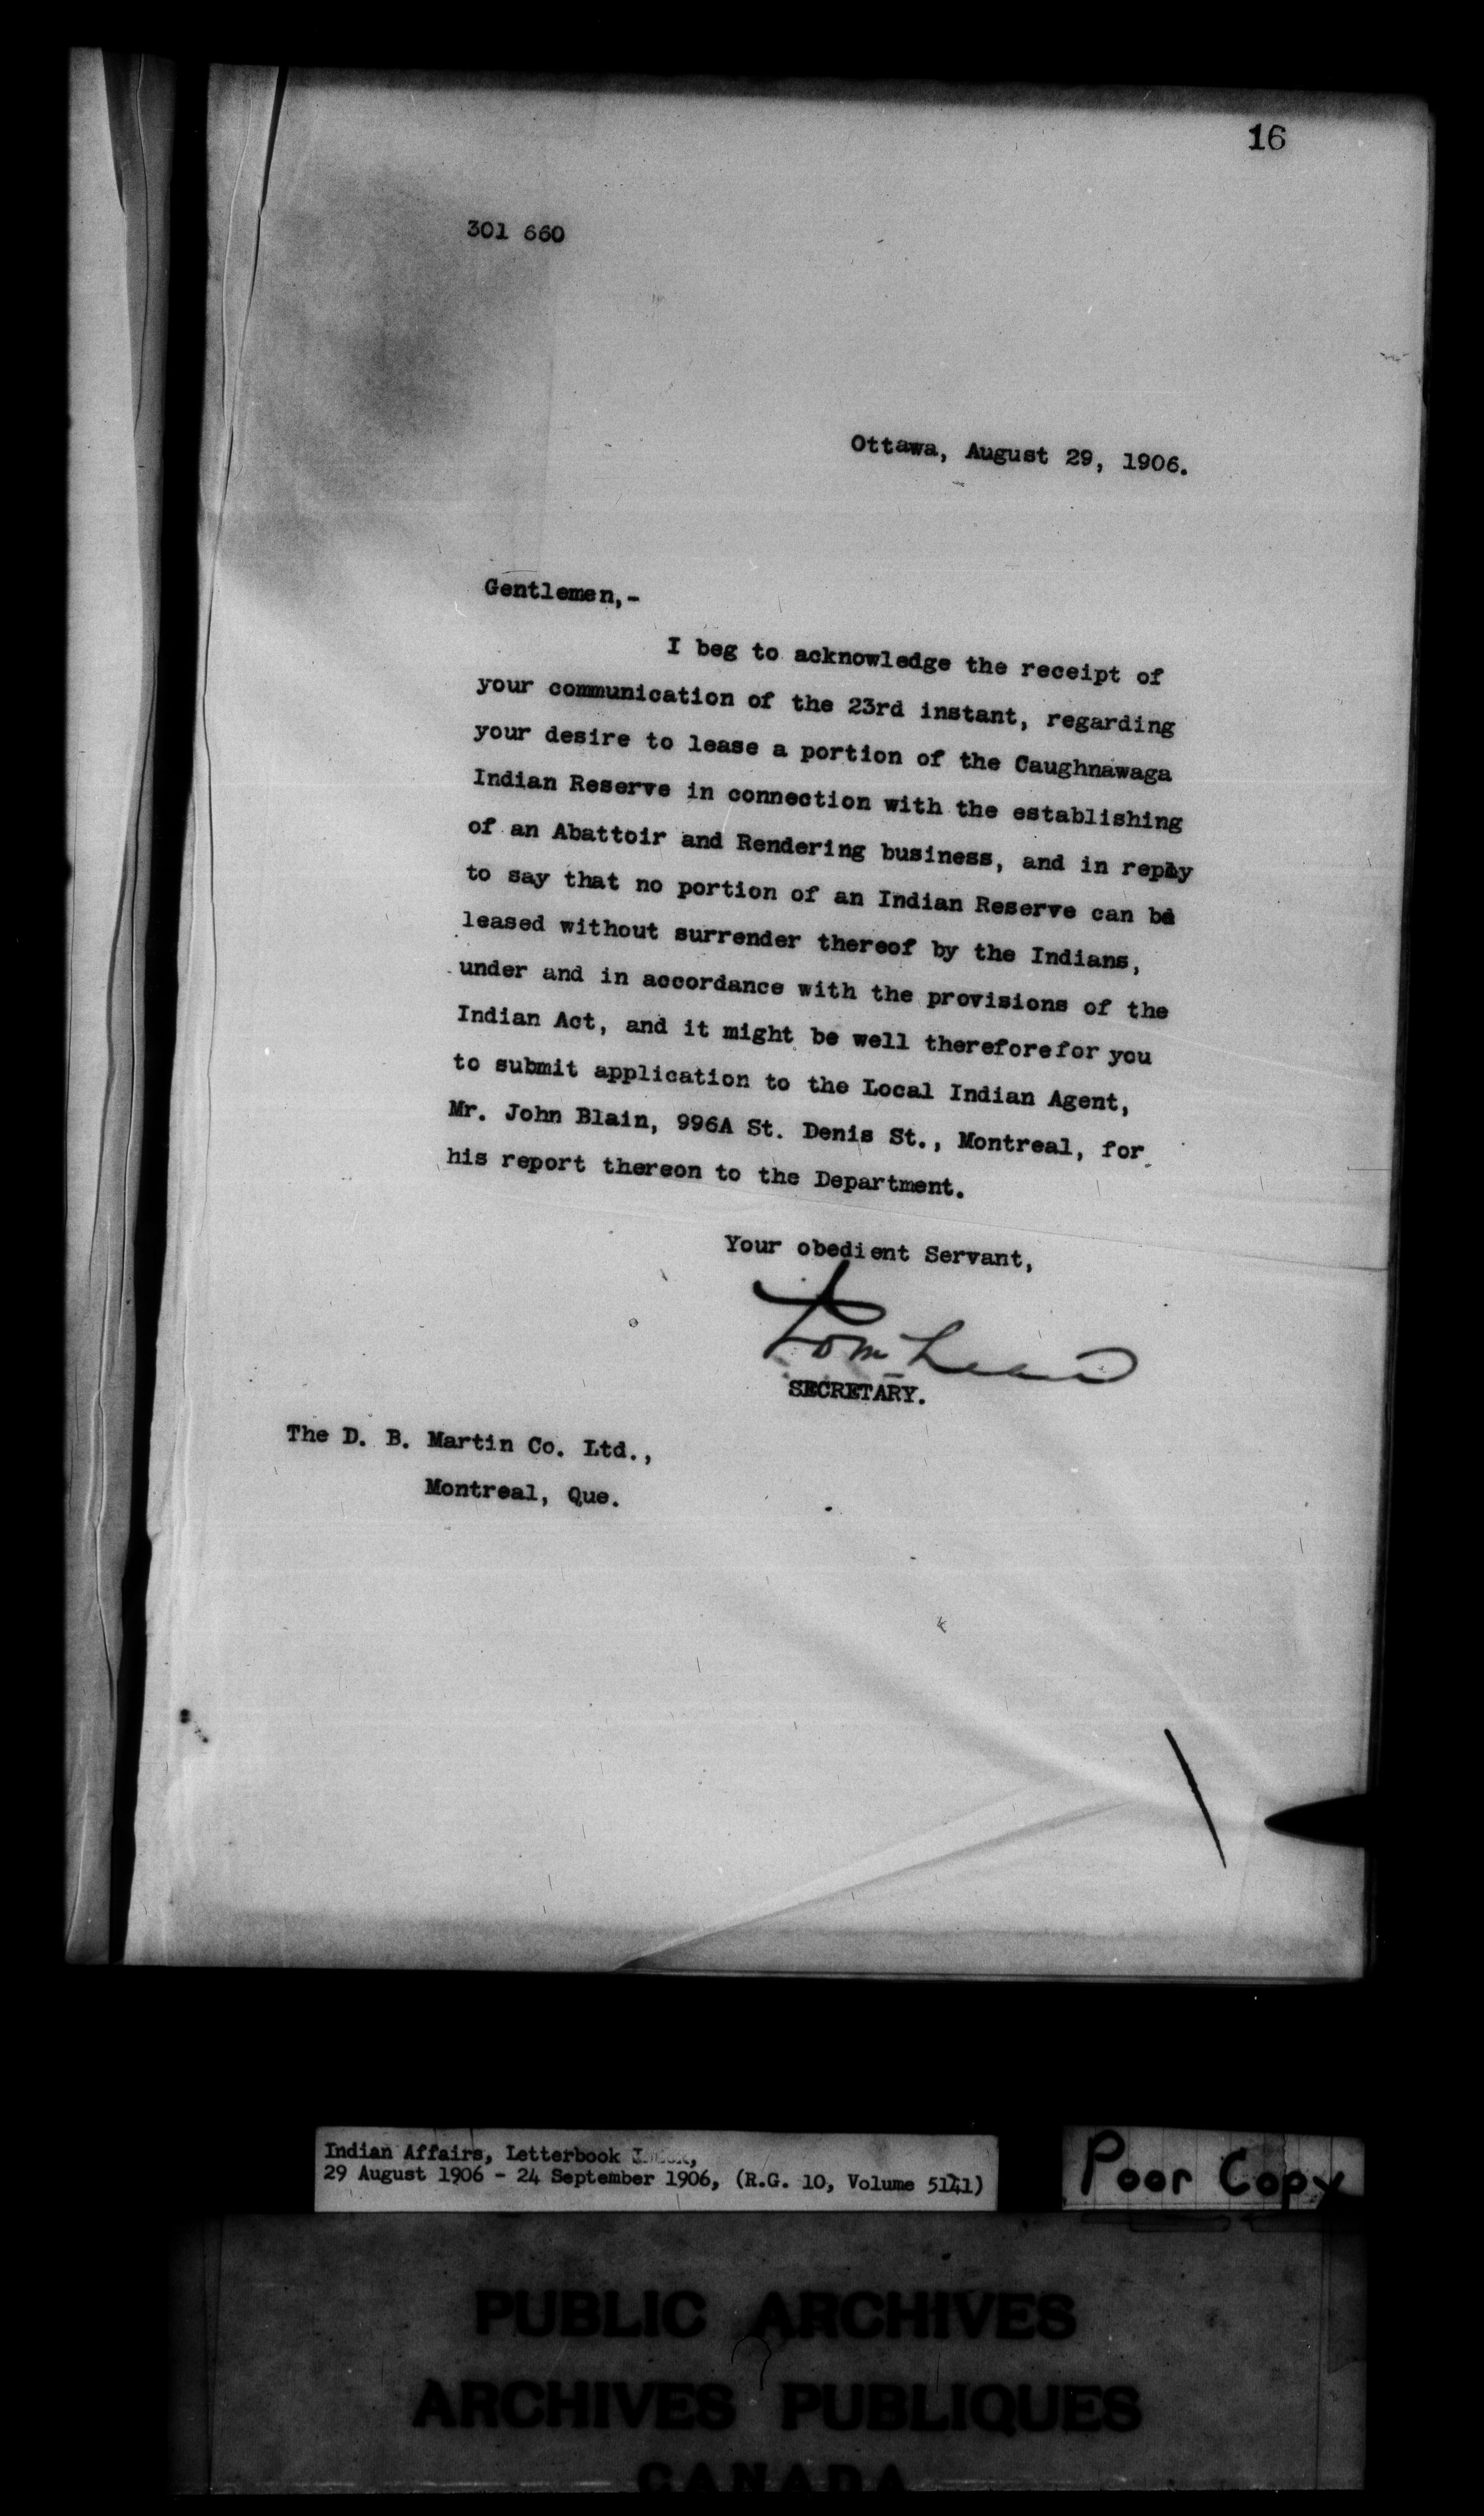 16
301 660
Ottawa, August 29, 1906.
Gentlemen,-
I beg to acknowledge the receipt of
your communication of the 23rd instant, regarding
your desire to lease a portion of the Caughnawaga
Indian Reserve in connection with the establishing
of an Abattoir and Rendering business, and in reply
to say that no portion of an Indian Reserve can be
leased without surrender thereof by the Indians,
under and in accordance with the provisions of the
Indian Act, and it might be well thereforefor you
to submit application to the Local Indian Agent,
Mr. John Blain, 996A St. Denis St., Montreal, for
his report thereon to the Department.
Your obedient Servant,
SECRETARY.
The D. B. Martin Co. Ltd.,
Montreal, Que.
Indian Affairs, Letterbook
29 August 1906 - 24 September 1906, (R.G. 10, Volume 5141)
Poor Copy
PUBLIC ARCHIVES
ARCHIVES PUBLIQUES
CANADA